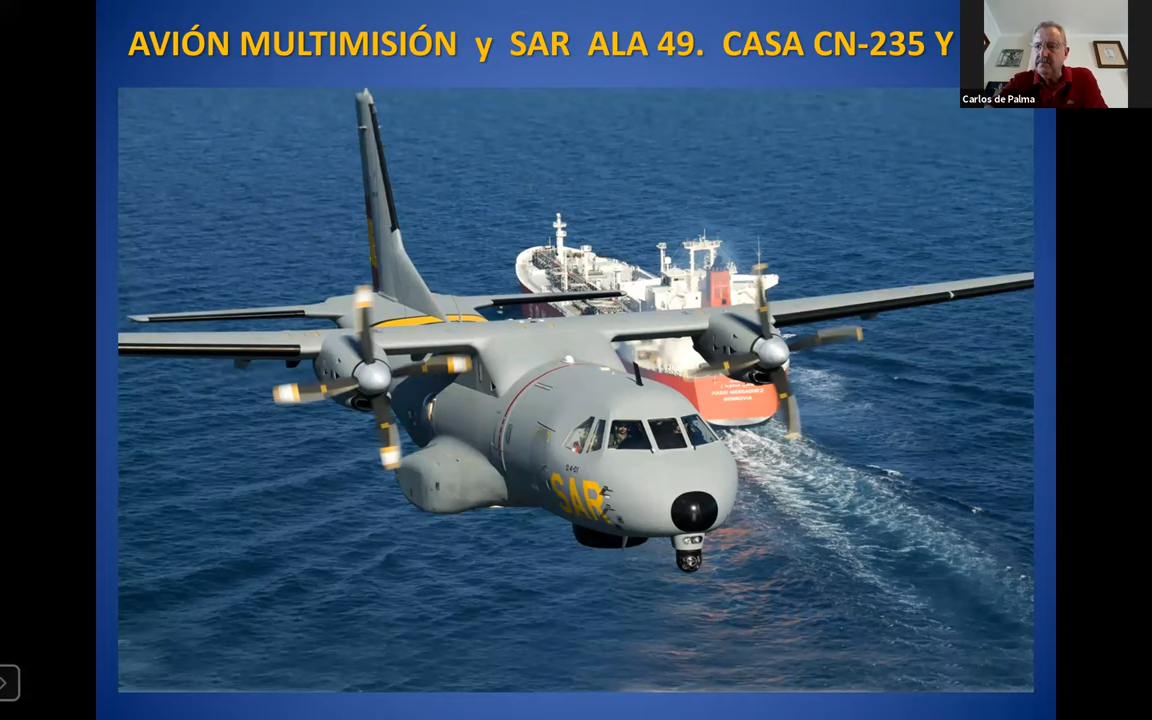 AVIÓN MULTIMISIÓN y SAR ALA 49. CASA CN-235 Y
Carlos de Palma
SAR